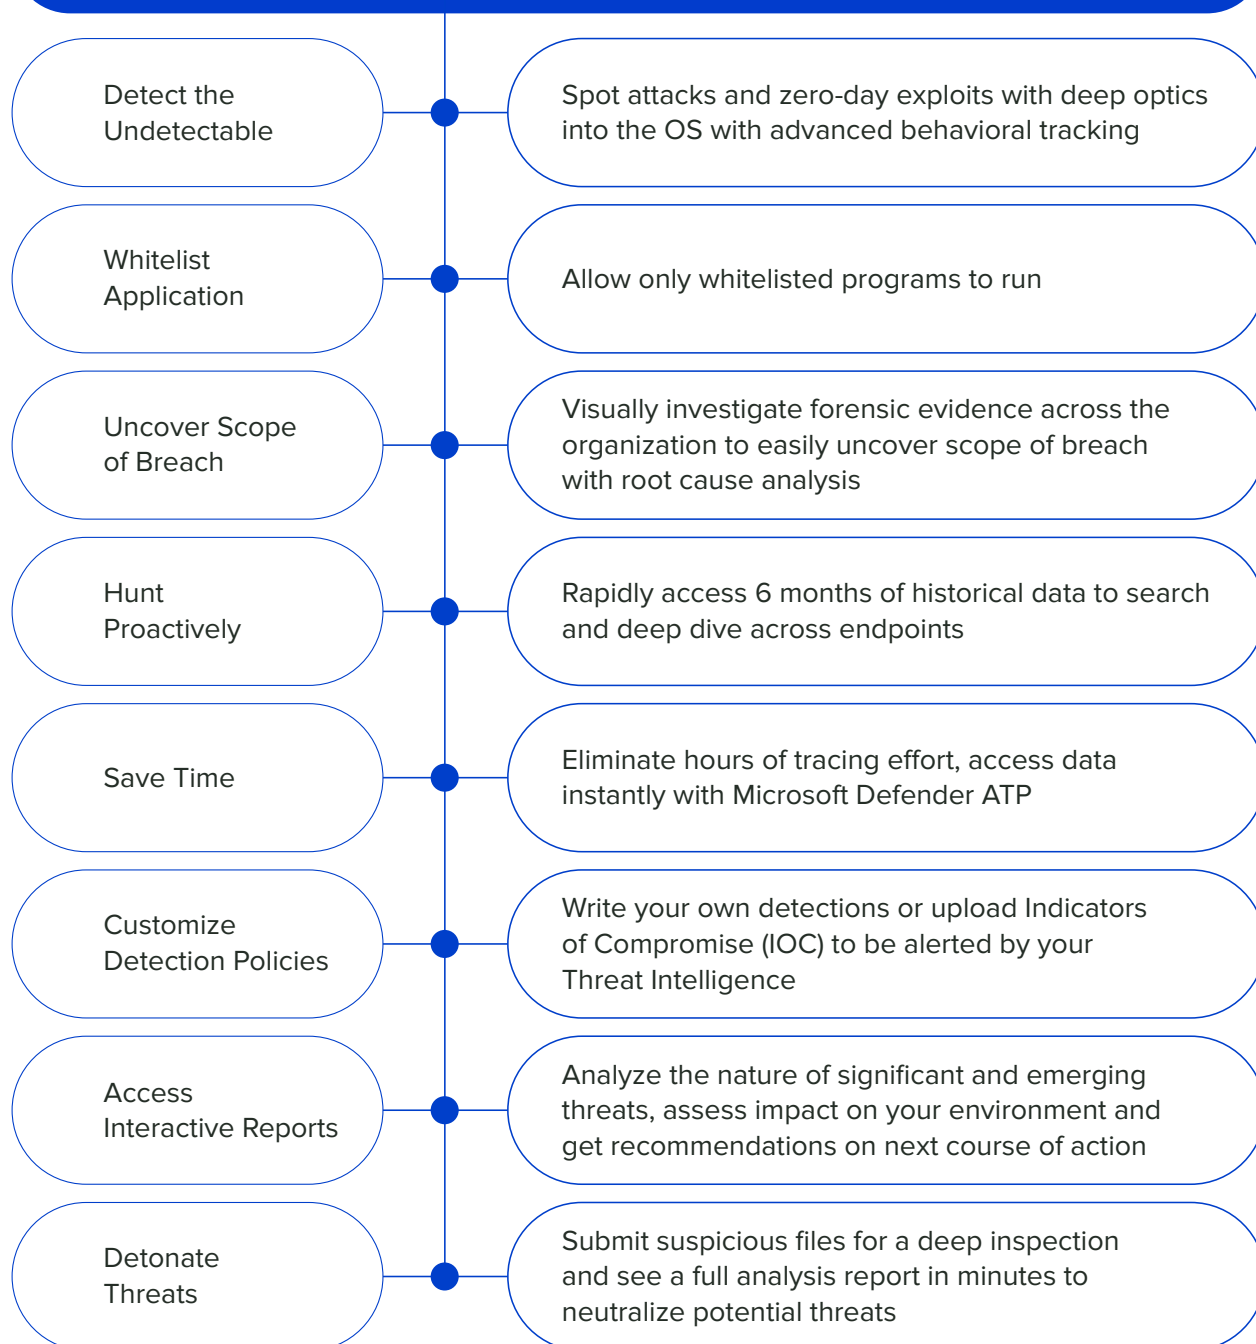 Detect the
Undetectable
Spot attacks and zero-day exploits with deep optics
into the OS with advanced behavioral tracking
Whitelist
Application
Allow only whitelisted programs to run
Uncover Scope
of Breach
Visually investigate forensic evidence across the
organization to easily uncover scope of breach
with root cause analysis
Hunt
Proactively
Rapidly access 6 months of historical data to search
and deep dive across endpoints
Save Time
Eliminate hours of tracing effort, access data
instantly with Microsoft Defender ATP
Customize
Detection Policies
Write your own detections or upload Indicators
of Compromise (IOC) to be alerted by your
Threat Intelligence
Access
Interactive Reports
Analyze the nature of significant and emerging
threats, assess impact on your environment and
get recommendations on next course of action
Detonate
Threats
Submit suspicious files for a deep inspection
and see a full analysis report in minutes to
neutralize potential threats